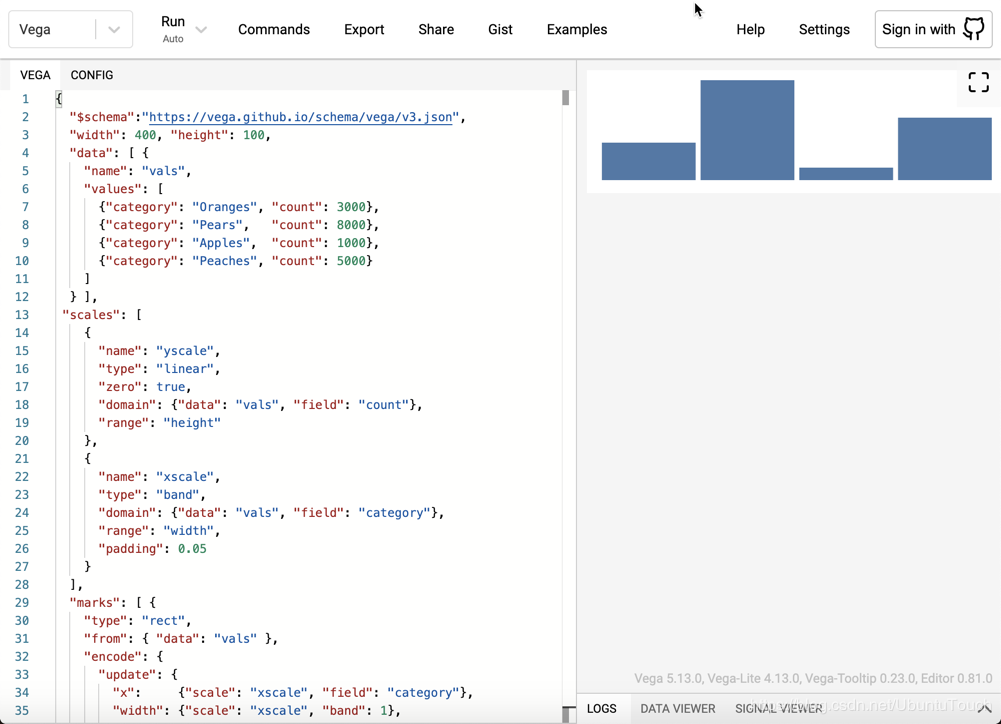 Vega Run Auto Commands Export Share Gist Examples Help Settings Sign in with
VEGA CONFIG
1 {
2 "$schema":"https://vega.github.io/schema/vega/v3.json",
3 "width": 400, "height": 100,
4 "data": [ {
5 "name": "vals",
6 "values": [
7 {"category": "Oranges", "count": 3000},
8 {"category": "Pears", "count": 8000},
9 {"category": "Apples", "count": 1000},
10 {"category": "Peaches", "count": 5000}
11 ]
12 } ],
13 "scales": [
14 {
15 "name": "yscale",
16 "type": "linear",
17 "zero": true,
18 "domain": {"data": "vals", "field": "count"},
19 "range": "height"
20 },
21 {
22 "name": "xscale",
23 "type": "band",
24 "domain": {"data": "vals", "field": "category"},
25 "range": "width",
26 "padding": 0.05
27 }
28 ],
29 "marks": [ {
30 "type": "rect",
31 "from": { "data": "vals" },
32 "encode": {
33 "update": {
34 "x": {"scale": "xscale", "field": "category"},
35 "width": {"scale": "xscale", "band": 1},
Vega 5.13.0, Vega-Lite 4.13.0, Vega-Tooltip 0.23.0, Editor 0.81.0
LOGS DATA VIEWER SIGNAL VIEWER
csdn.net/UbuntuTouch